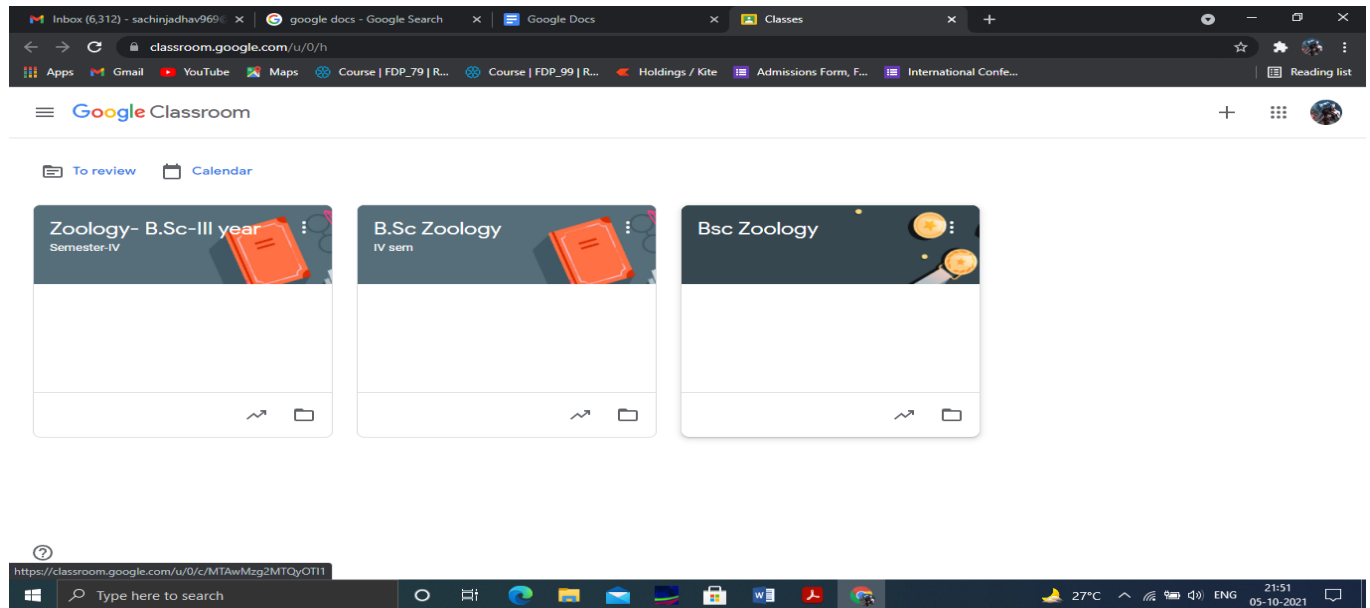 Inbox (6,312) - sachinjadhav969
google docs - Google Search
Google Docs
Classes
classroom.google.com/u/0/h
Apps
Gmail
YouTube
Maps
Course | FDP_79 | R...
Course | FDP_99 | R...
Holdings / Kite
Admissions Form, F...
International Confe...
Reading list
Google Classroom
To review
Calendar
Zoology- B.Sc-III year
Semester-IV
B.Sc Zoology
IV sem
Bsc Zoology
https://classroom.google.com/u/0/c/MTAwMzg2MTQyOTI1
Type here to search
27°C
ENG
21:51
05-10-2021